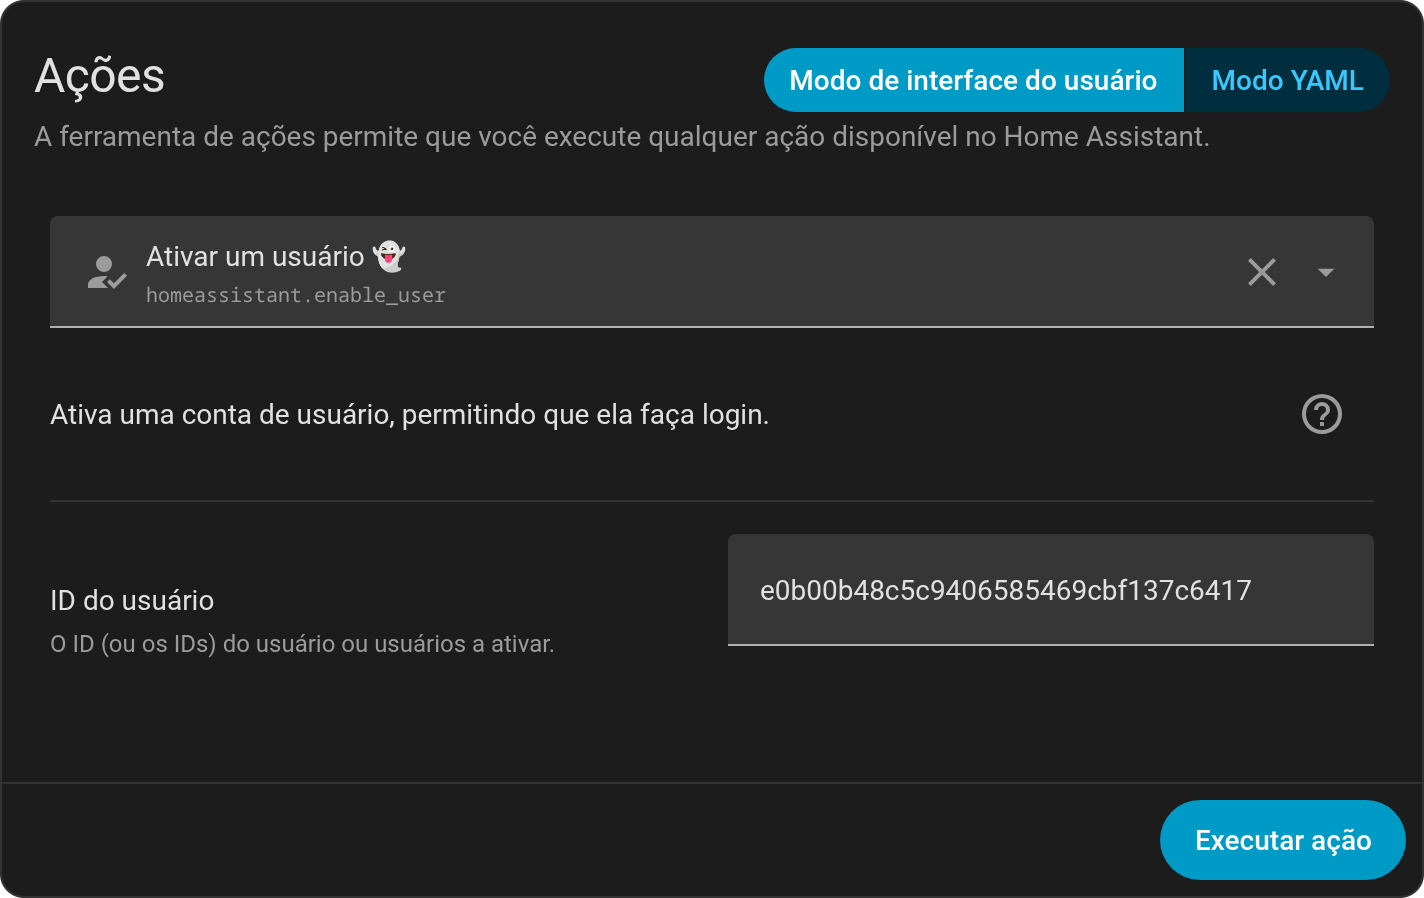 Ações
Modo de interface do usuário
Modo YAML
A ferramenta de ações permite que você execute qualquer ação disponível no Home Assistant.
Ativar um usuário 👻
homeassistant.enable_user
Ativa uma conta de usuário, permitindo que ela faça login.
ID do usuário
O ID (ou os IDs) do usuário ou usuários a ativar.
e0b00b48c5c9406585469cbf137c6417
Executar ação